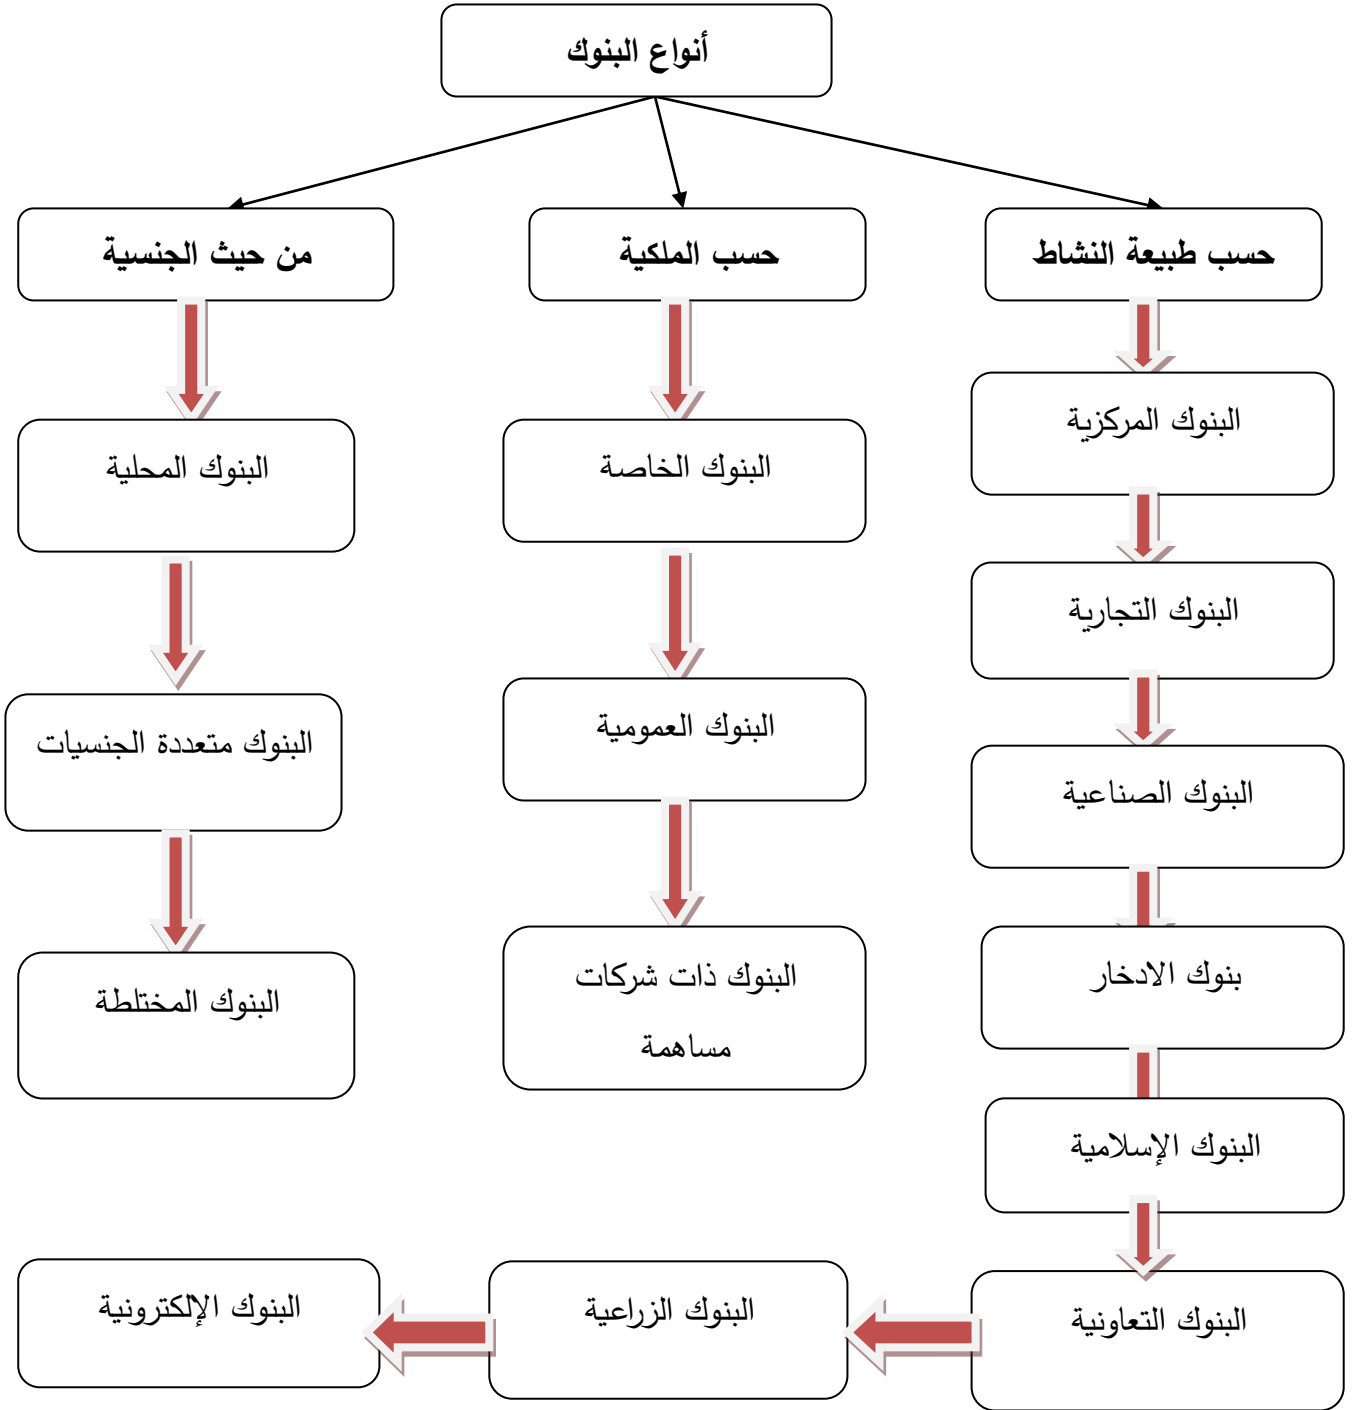 أنواع البنوك
حسب طبيعة النشاط
حسب الملكية
من حيث الجنسية
البنوك المركزية
البنوك التجارية
البنوك الصناعية
بنوك الادخار
البنوك الإسلامية
البنوك التعاونية
البنوك الزراعية
البنوك الإلكترونية
البنوك الخاصة
البنوك العمومية
البنوك ذات شركات
مساهمة
البنوك المحلية
البنوك متعددة الجنسيات
البنوك المختلطة